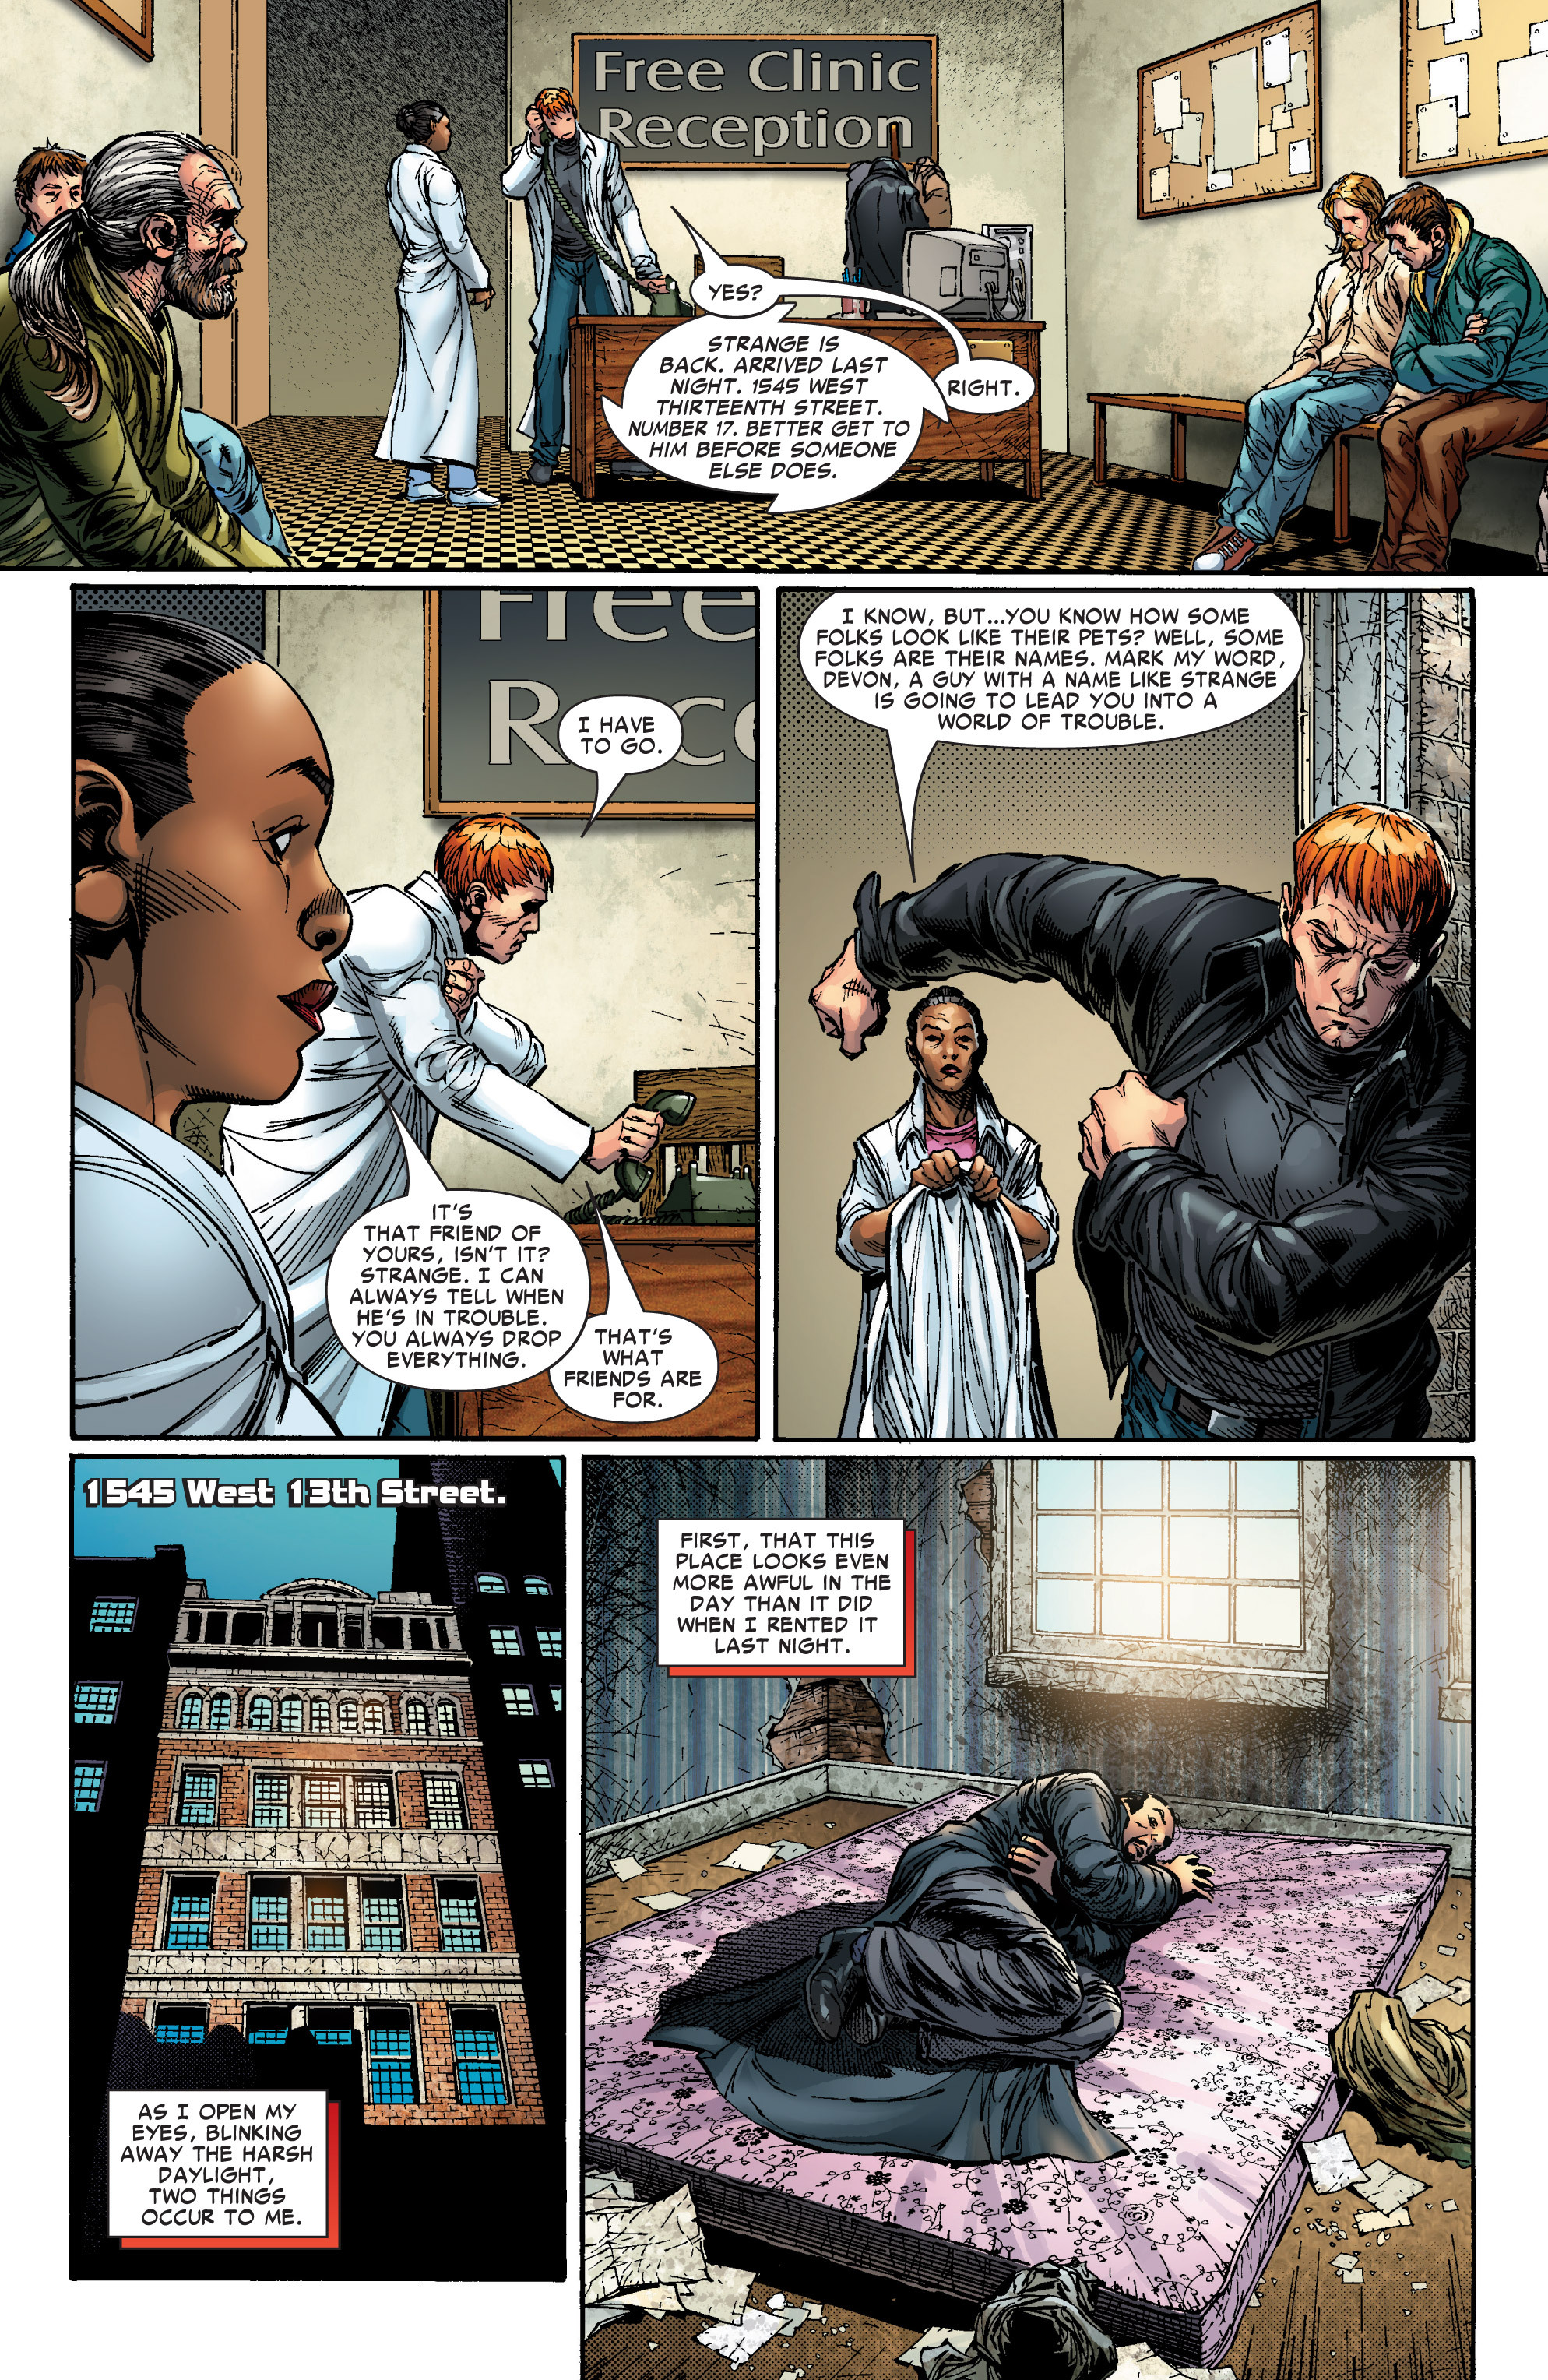 Free Clinic
Reception
YES?
STRANGE IS
BACK. ARRIVED LAST
NIGHT. 1545 WEST
THIRTEENTH STREET.
NUMBER 17. BETTER GET TO
HIM BEFORE SOMEONE
ELSE DOES.
RIGHT.
Free
Rece
I HAVE
TO GO.
IT'S
THAT FRIEND OF
YOURS, ISN'T IT?
STRANGE. I CAN
ALWAYS TELL WHEN
HE'S IN TROUBLE.
YOU ALWAYS DROP
EVERYTHING.
THAT'S
WHAT
FRIENDS ARE
FOR.
I KNOW, BUT...YOU KNOW HOW SOME
FOLKS LOOK LIKE THEIR PETS? WELL, SOME
FOLKS ARE THEIR NAMES. MARK MY WORD,
DEVON, A GUY WITH A NAME LIKE STRANGE
IS GOING TO LEAD YOU INTO A
WORLD OF TROUBLE.
1545 West 13th Street.
AS I OPEN MY
EYES, BLINKING
AWAY THE HARSH
DAYLIGHT,
TWO THINGS
OCCUR TO ME.
FIRST, THAT THIS
PLACE LOOKS EVEN
MORE AWFUL IN THE
DAY THAN IT DID
WHEN I RENTED IT
LAST NIGHT.